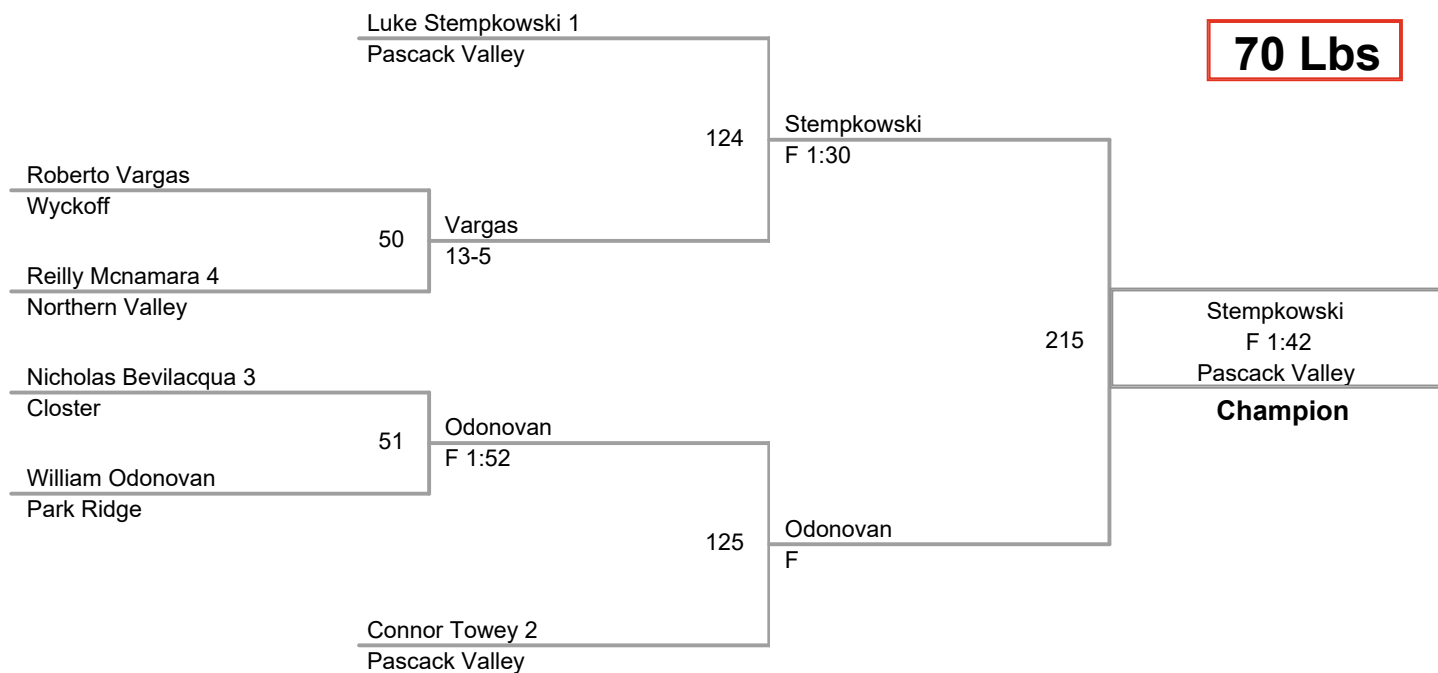 Luke Stempkowski 1
Pascack Valley
70 Lbs
124
Stempkowski
F 1:30
Roberto Vargas
Wyckoff
50
Vargas
13-5
Reilly Mcnamara 4
Northern Valley
215
Stempkowski
F 1:42
Pascack Valley
Champion
Nicholas Bevilacqua 3
Closter
51
Odonovan
F 1:52
William Odonovan
Park Ridge
125
Odonovan
F
Connor Towey 2
Pascack Valley